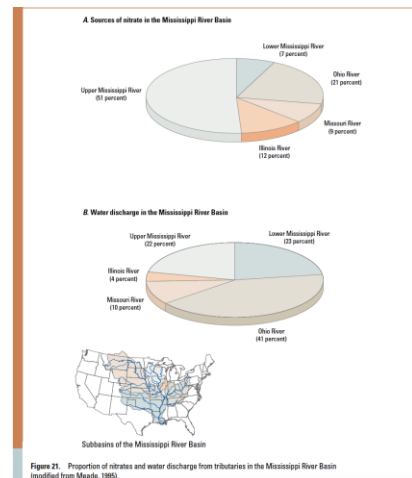 A. Sources of nitrate in the Mississippi River Basin
Lower Mississippi River
(7 percent)
Ohio River
(21 percent)
Upper Mississippi River
(51 percent)
Missouri River
(9 percent)
Illinois River
(12 percent)
B. Water discharge in the Mississippi River Basin
Upper Mississippi River
(22 percent)
Lower Mississippi River
(23 percent)
Illinois River
(4 percent)
Missouri River
(10 percent)
Ohio River
(41 percent)
Subbasins of the Mississippi River Basin
Figure 21. Proportion of nitrates and water discharge from tributaries in the Mississippi River Basin
(modified from Meade, 1995).